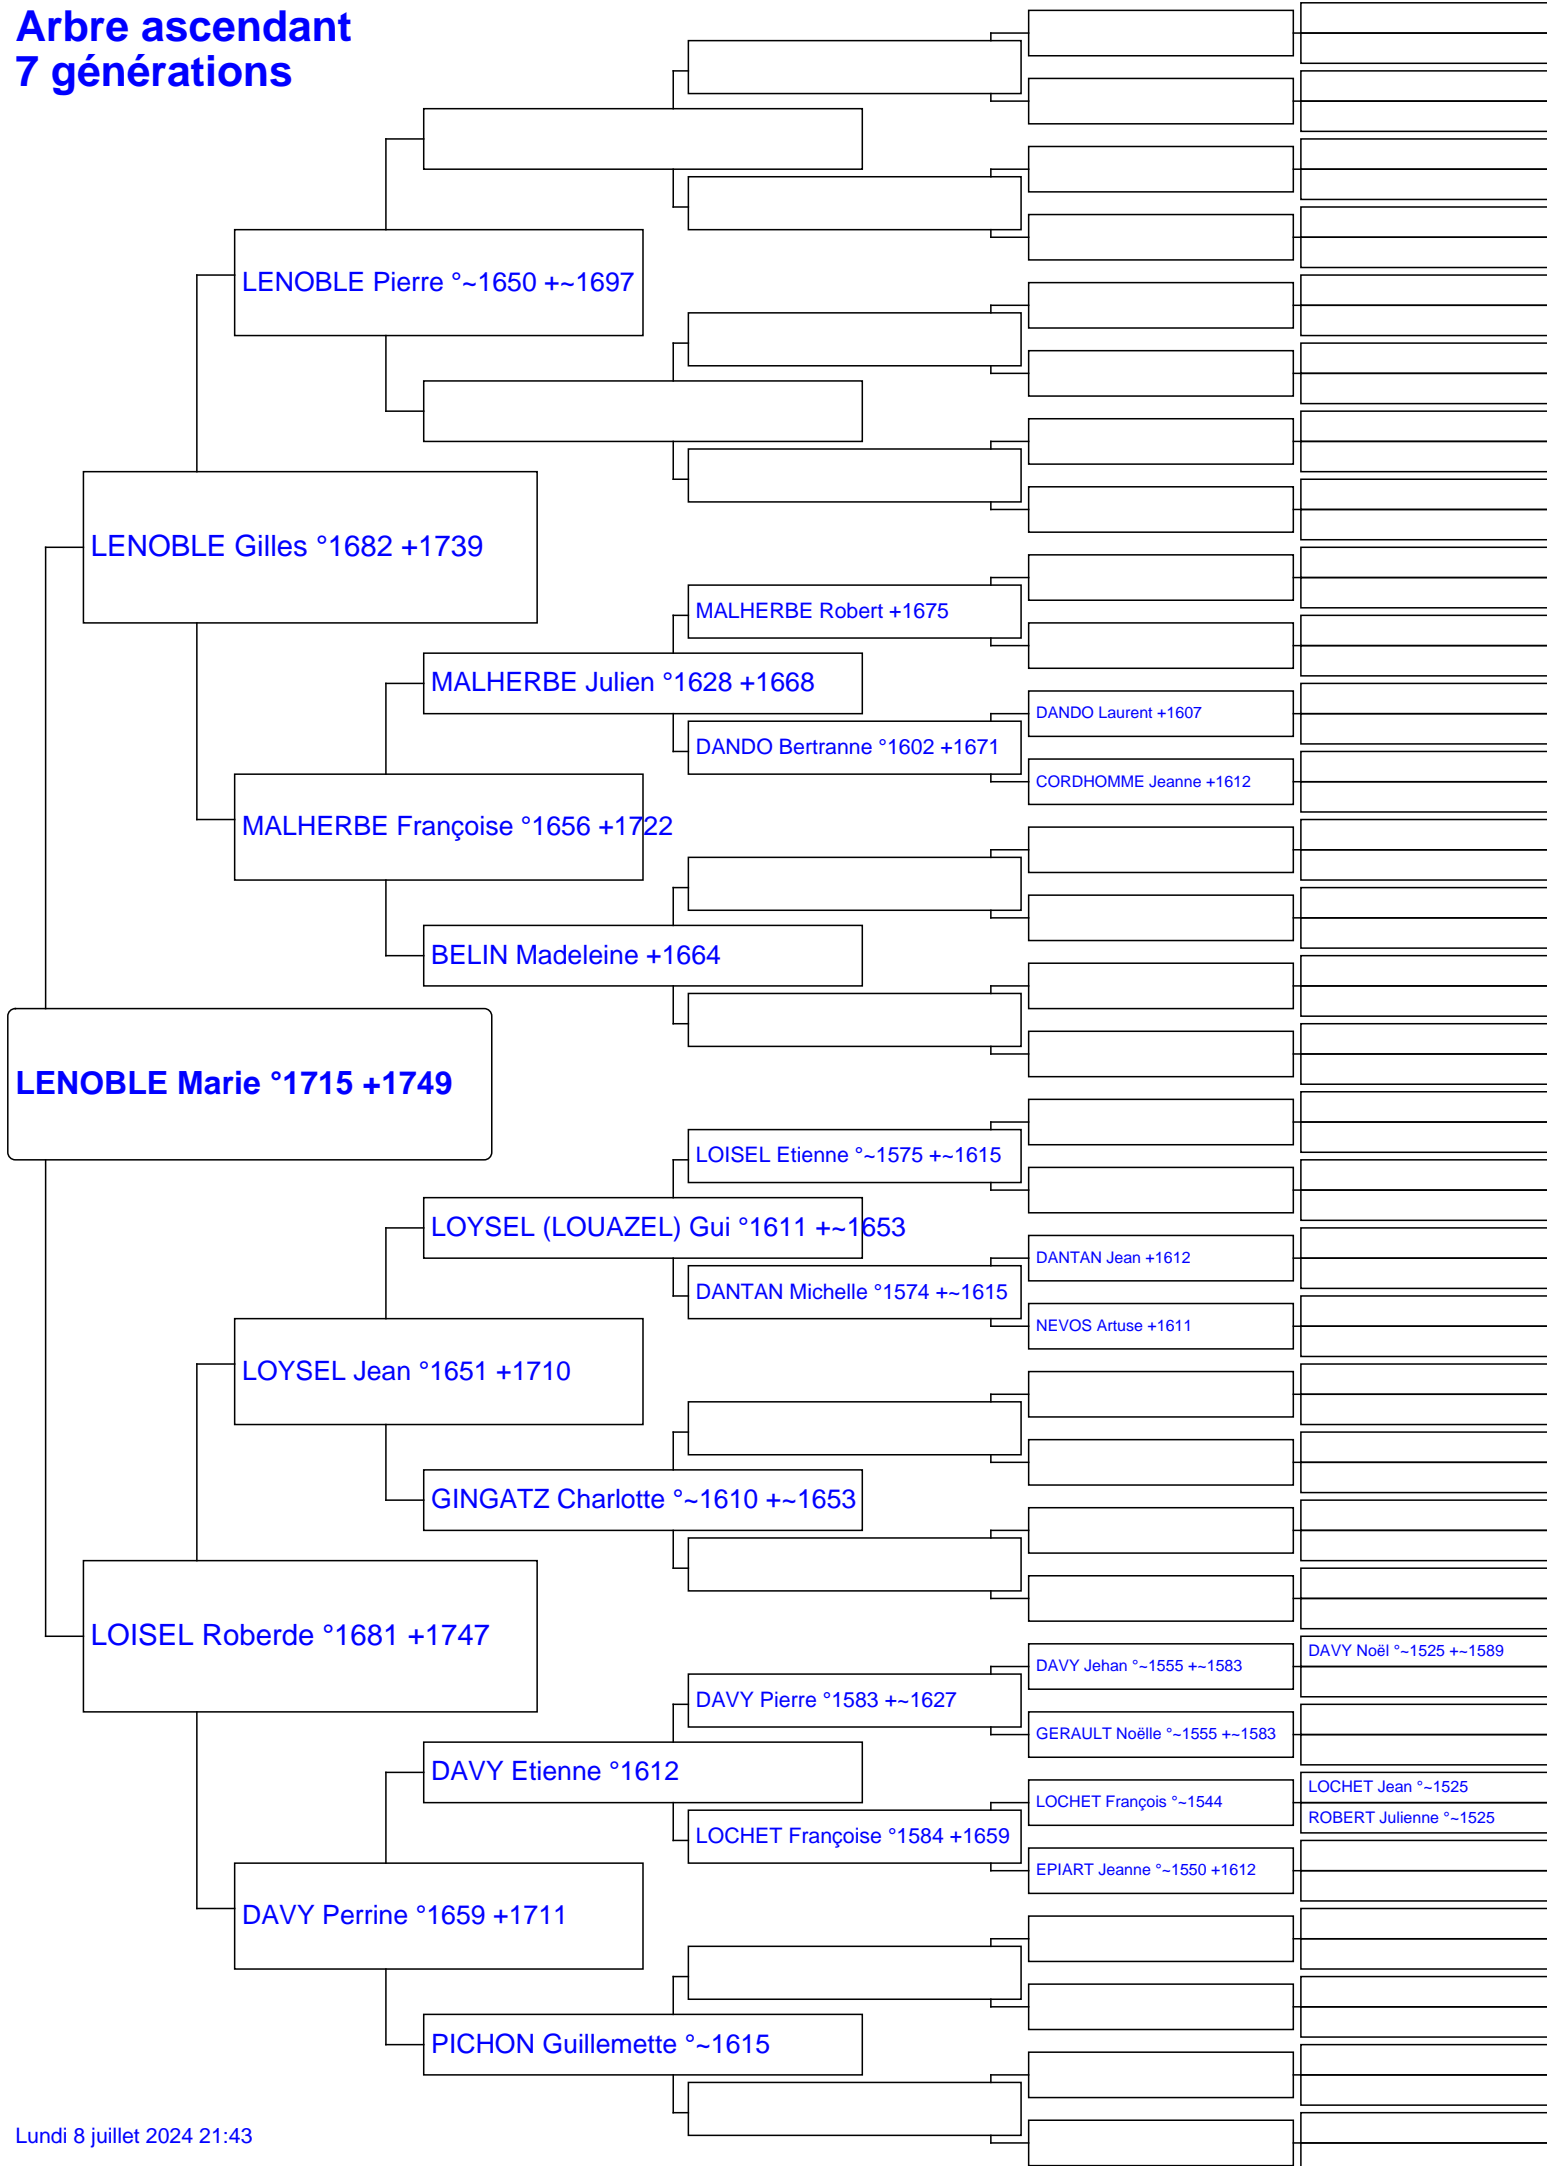 Arbre ascendant
7 générations
LENOBLE Pierre °~1650 +~1697
LENOBLE Gilles °1682 +1739
MALHERBE Robert +1675
MALHERBE Julien °1628 +1668
DANDO Laurent +1607
DANDO Bertranne °1602 +1671
CORDHOMME Jeanne +1612
MALHERBE Françoise °1656 +1722
BELIN Madeleine +1664
LENOBLE Marie °1715 +1749
LOISEL Etienne °~1575 +~1615
LOYSEL (LOUAZEL) Gui °1611 +~1653
DANTAN Jean +1612
DANTAN Michelle °1574 +~1615
NEVOS Artuse +1611
LOYSEL Jean °1651 +1710
GINGATZ Charlotte °~1610 +~1653
LOISEL Roberde °1681 +1747
DAVY Noël °~1525 +~1589
DAVY Jehan °~1555 +~1583
DAVY Pierre °1583 +~1627
GERAULT Noëlle °~1555 +~1583
DAVY Etienne °1612
LOCHET Jean °~1525
LOCHET François °~1544
ROBERT Julienne °~1525
LOCHET Françoise °1584 +1659
EPIART Jeanne °~1550 +1612
DAVY Perrine °1659 +1711
PICHON Guillemette °~1615
Lundi 8 juillet 2024 21:43